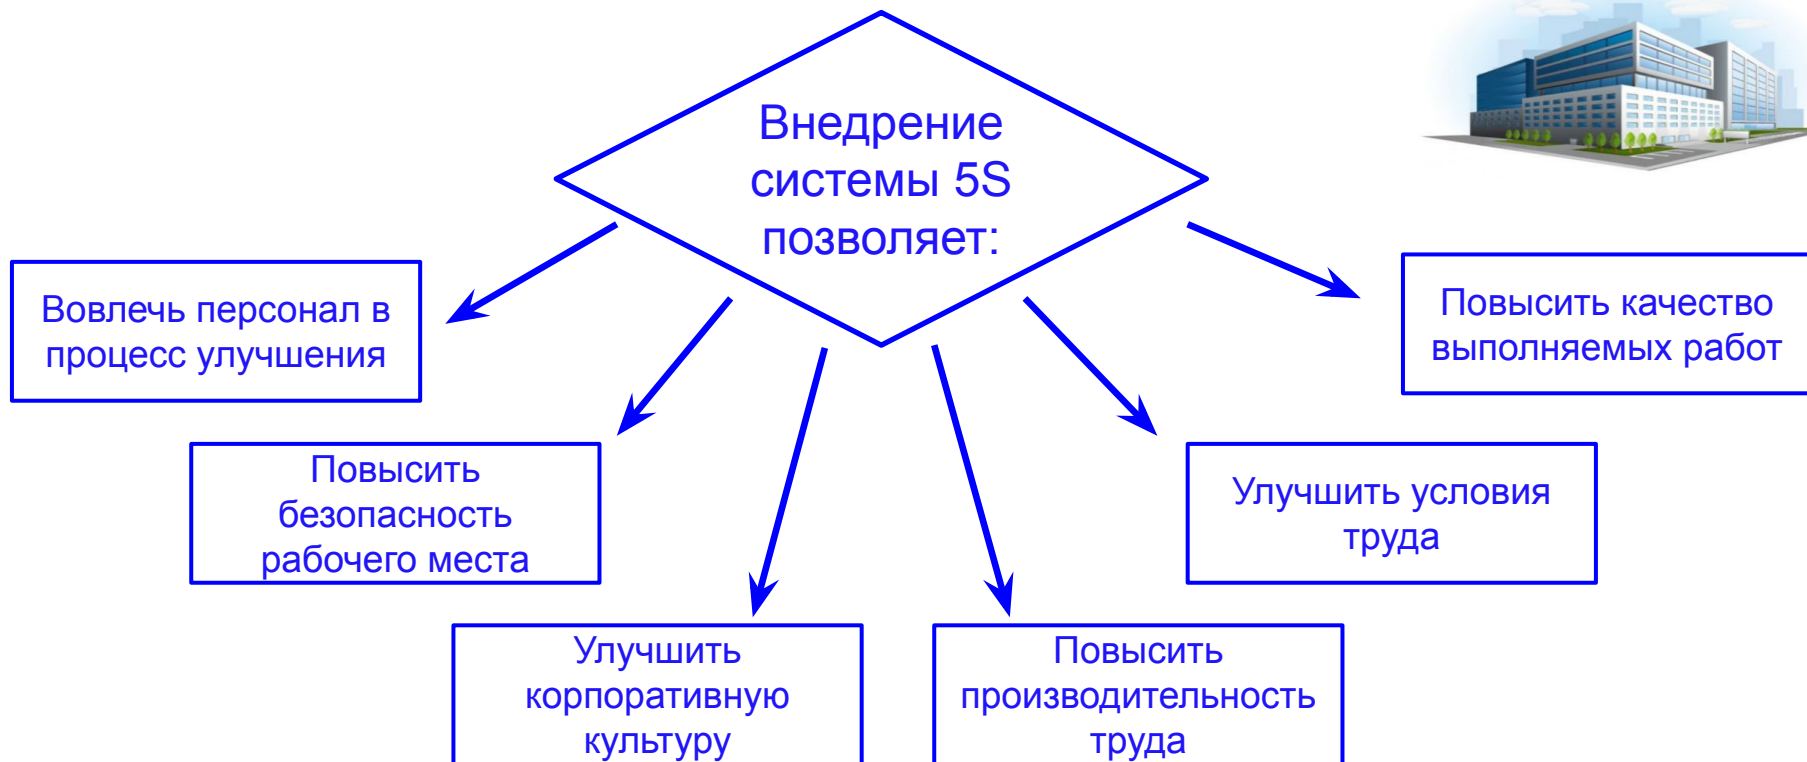 Внедрение
системы 5S
позволяет:
Вовлечь персонал в
процесс улучшения
Повысить
безопасность
рабочего места
Улучшить
корпоративную
культуру
Повысить
производительность
труда
Улучшить условия
труда
Повысить качество
выполняемых работ